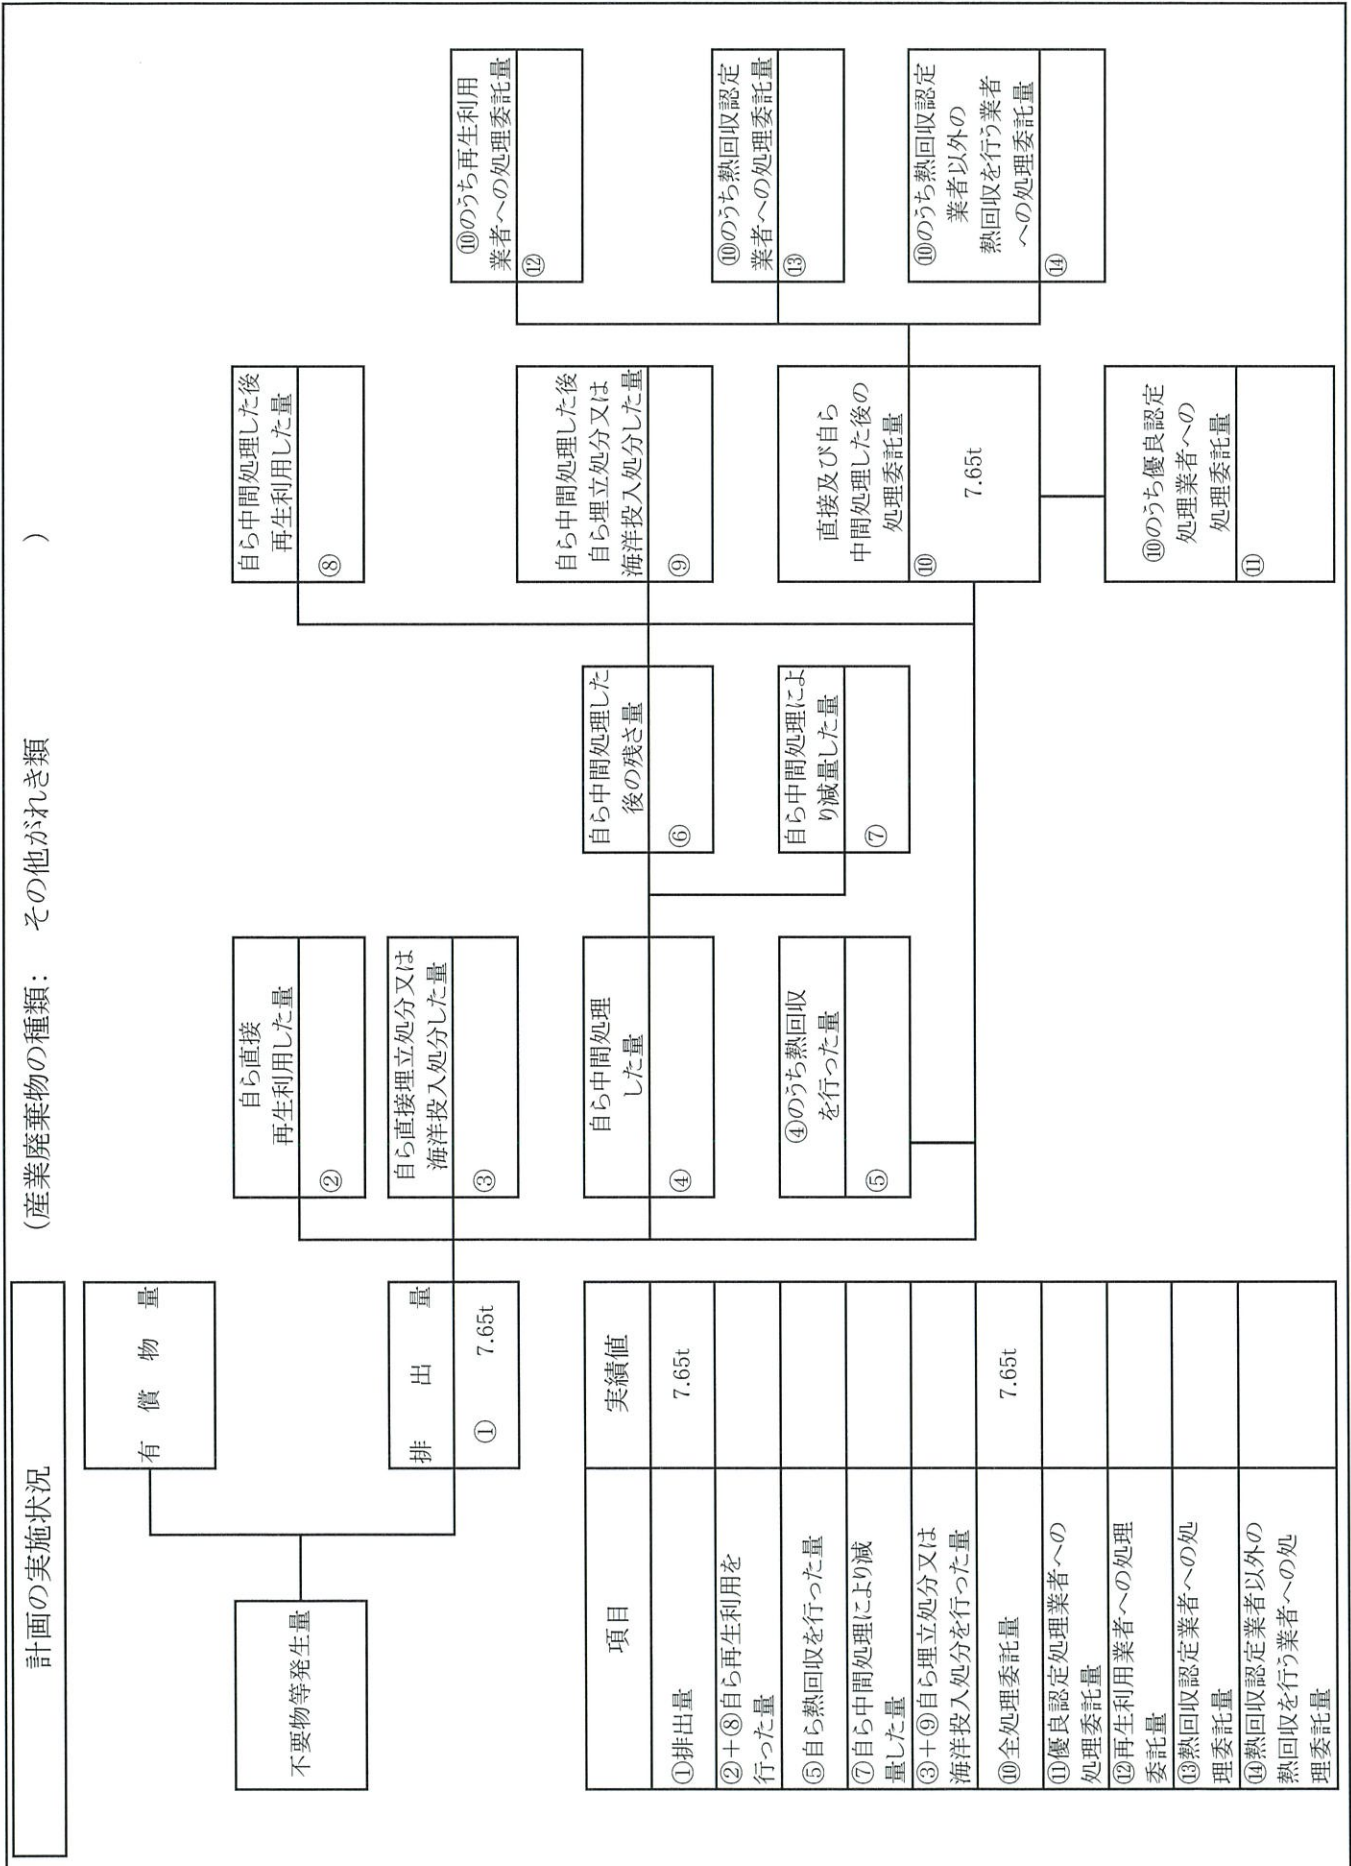 計画の実施状況
(産業廃棄物の種類： その他がれき類 )
不要物等発生量
有 償 物 量
排 出 量
① 7.65t
自ら直接
再生利用した量
②
自ら直接埋立処分又は
海洋投入処分した量
③
自ら中間処理
した量
④
④のうち熱回収
を行った量
⑤
自ら中間処理した
後の残さ量
⑥
自ら中間処理によ
り減量した量
⑦
自ら中間処理した後
再生利用した量
⑧
自ら中間処理した後
自ら埋立処分又は
海洋投入処分した量
⑨
直接及び自ら
中間処理した後の
処理委託量
⑩
7.65t
⑩のうち優良認定
処理業者への
処理委託量
⑪
⑩のうち再生利用
業者への処理委託量
⑫
⑩のうち熱回収認定
業者への処理委託量
⑬
⑩のうち熱回収認定
業者以外の
熱回収を行う業者
への処理委託量
⑭
項目 実績値
①排出量 7.65t
②+⑧自ら再生利用を
行った量
⑤自ら熱回収を行った量
⑦自ら中間処理により減
量した量
③+⑨自ら埋立処分又は
海洋投入処分を行った量
⑩全処理委託量 7.65t
⑪優良認定処理業者への
処理委託量
⑫再生利用業者への処理
委託量
⑬熱回収認定業者への処
理委託量
⑭熱回収認定業者以外の
熱回収を行う業者への処
理委託量